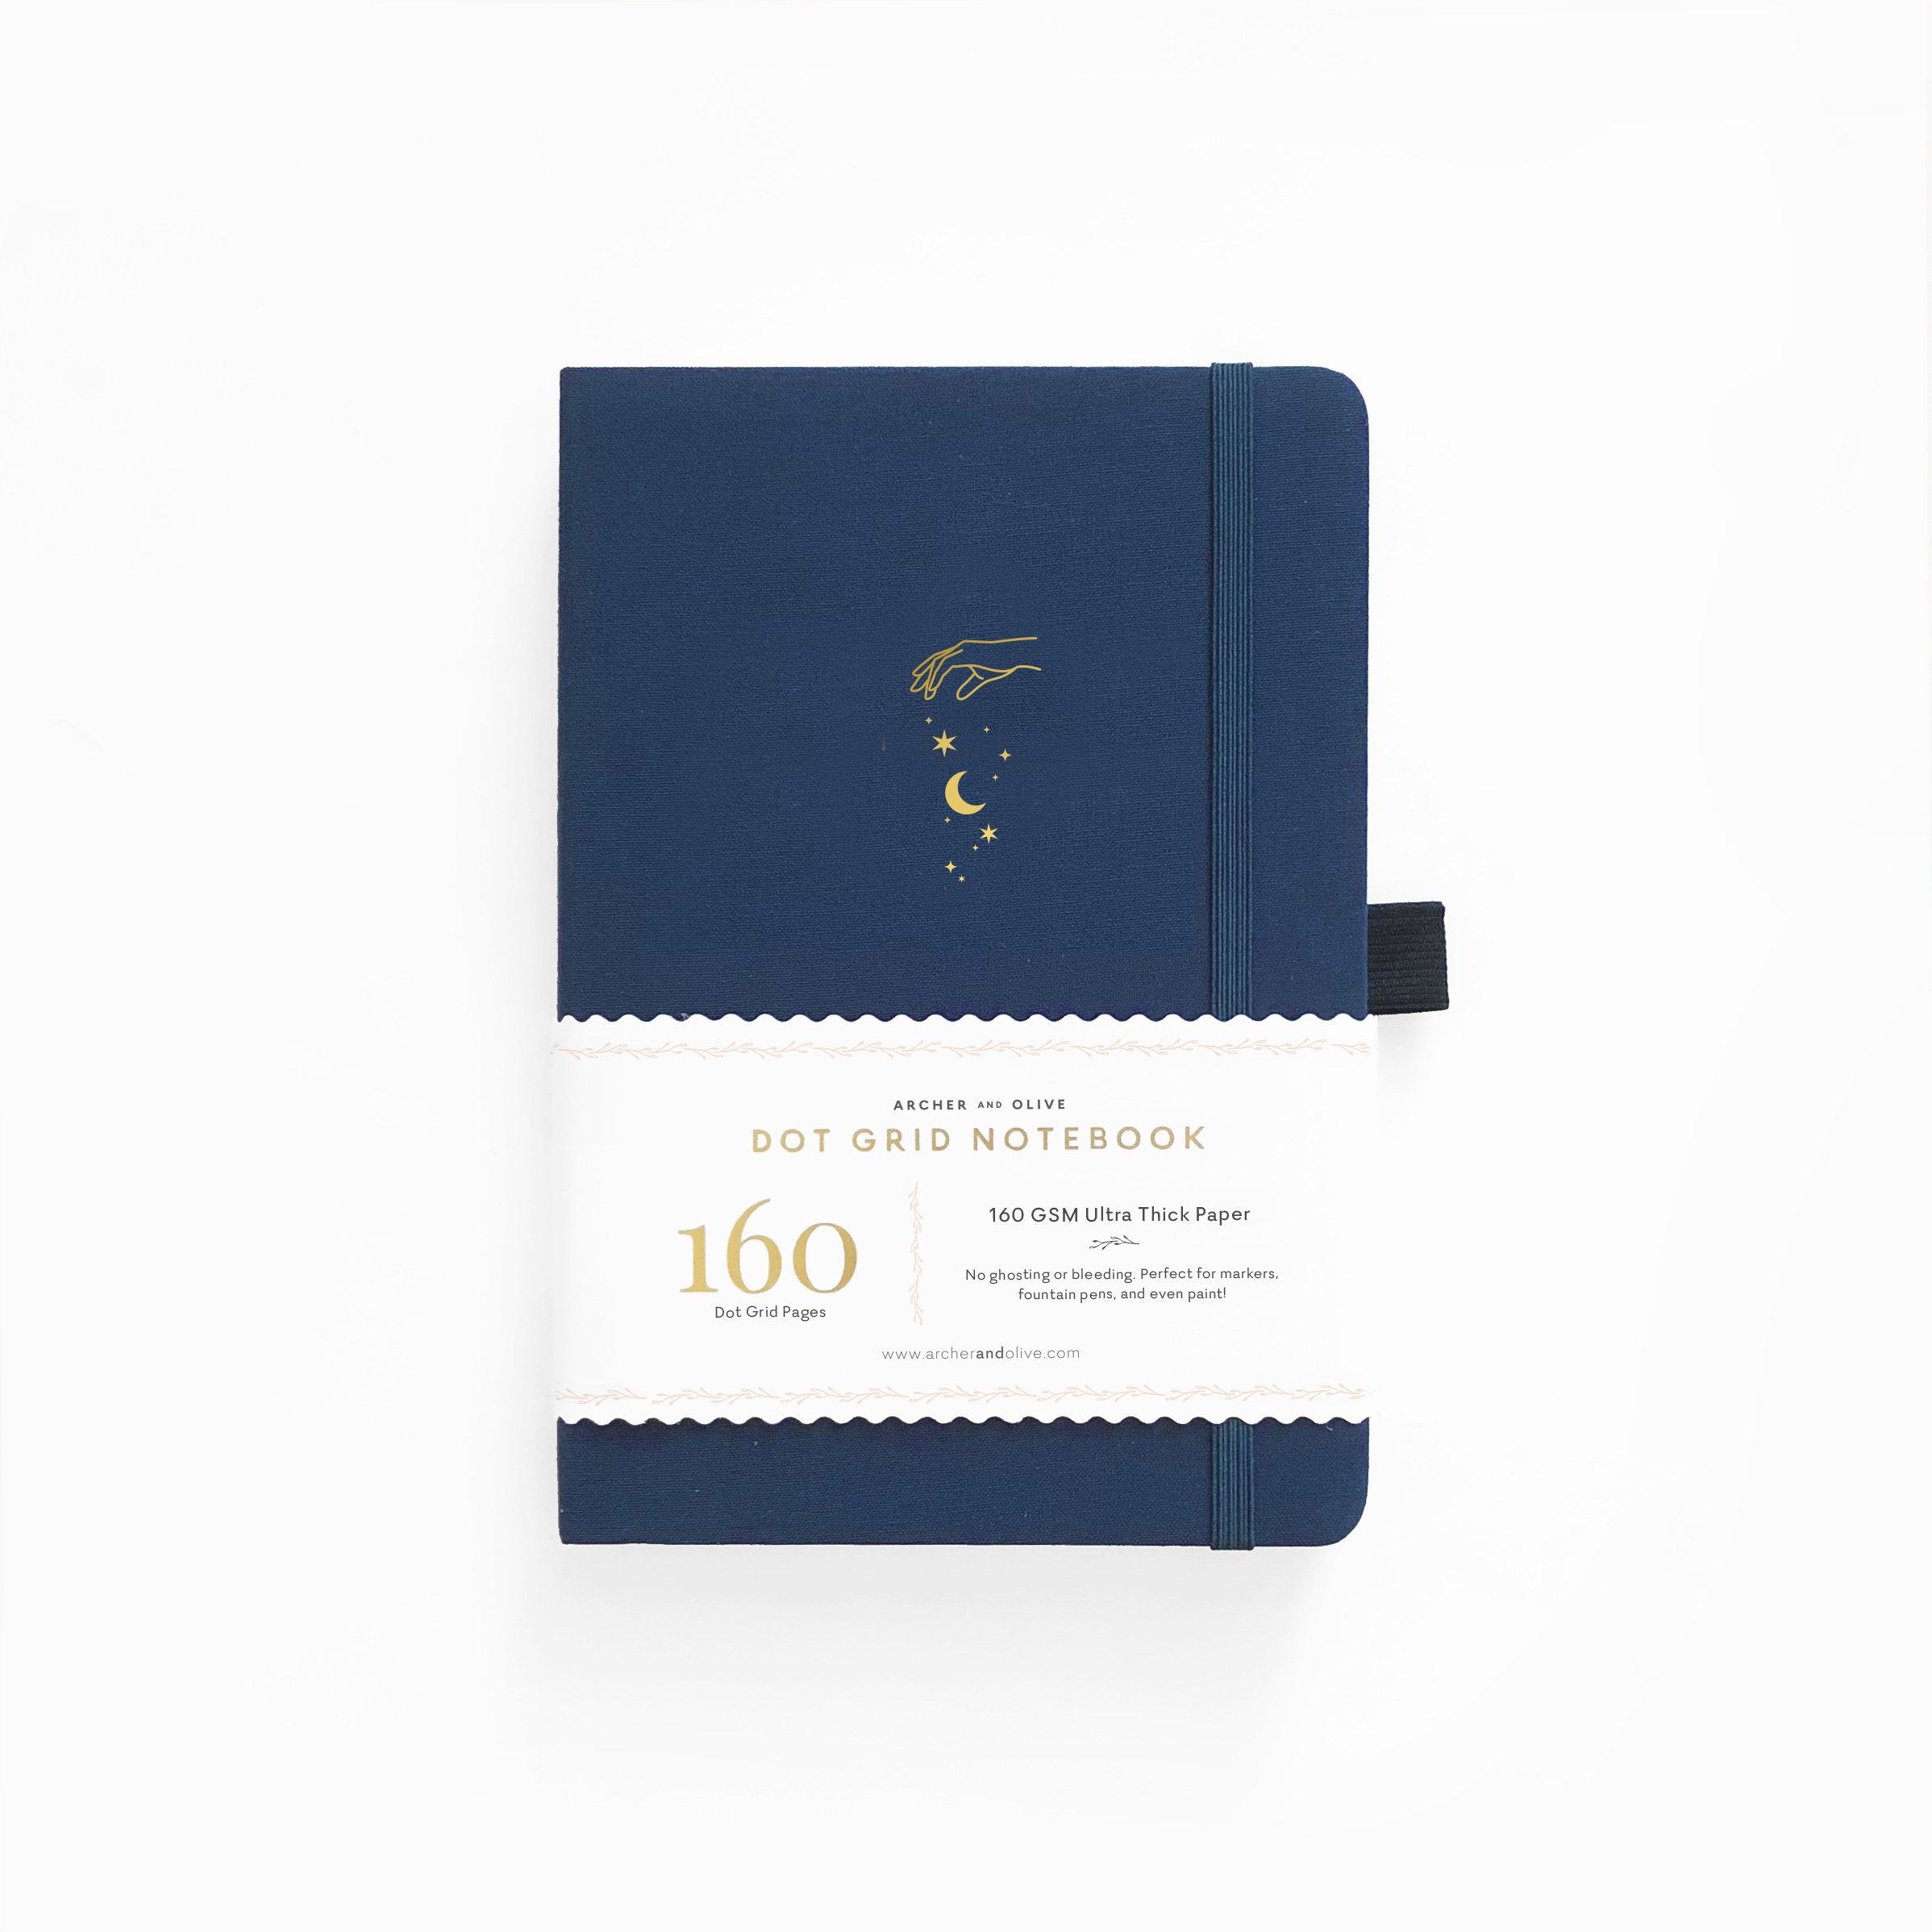 ARCHER AND OLIVE
DOT GRID NOTEBOOK
160
Dot Grid Pages
160 GSM Ultra Thick Paper
No ghosting or bleeding. Perfect for markers,
fountain pens, and even paint!
www.archerandolive.com